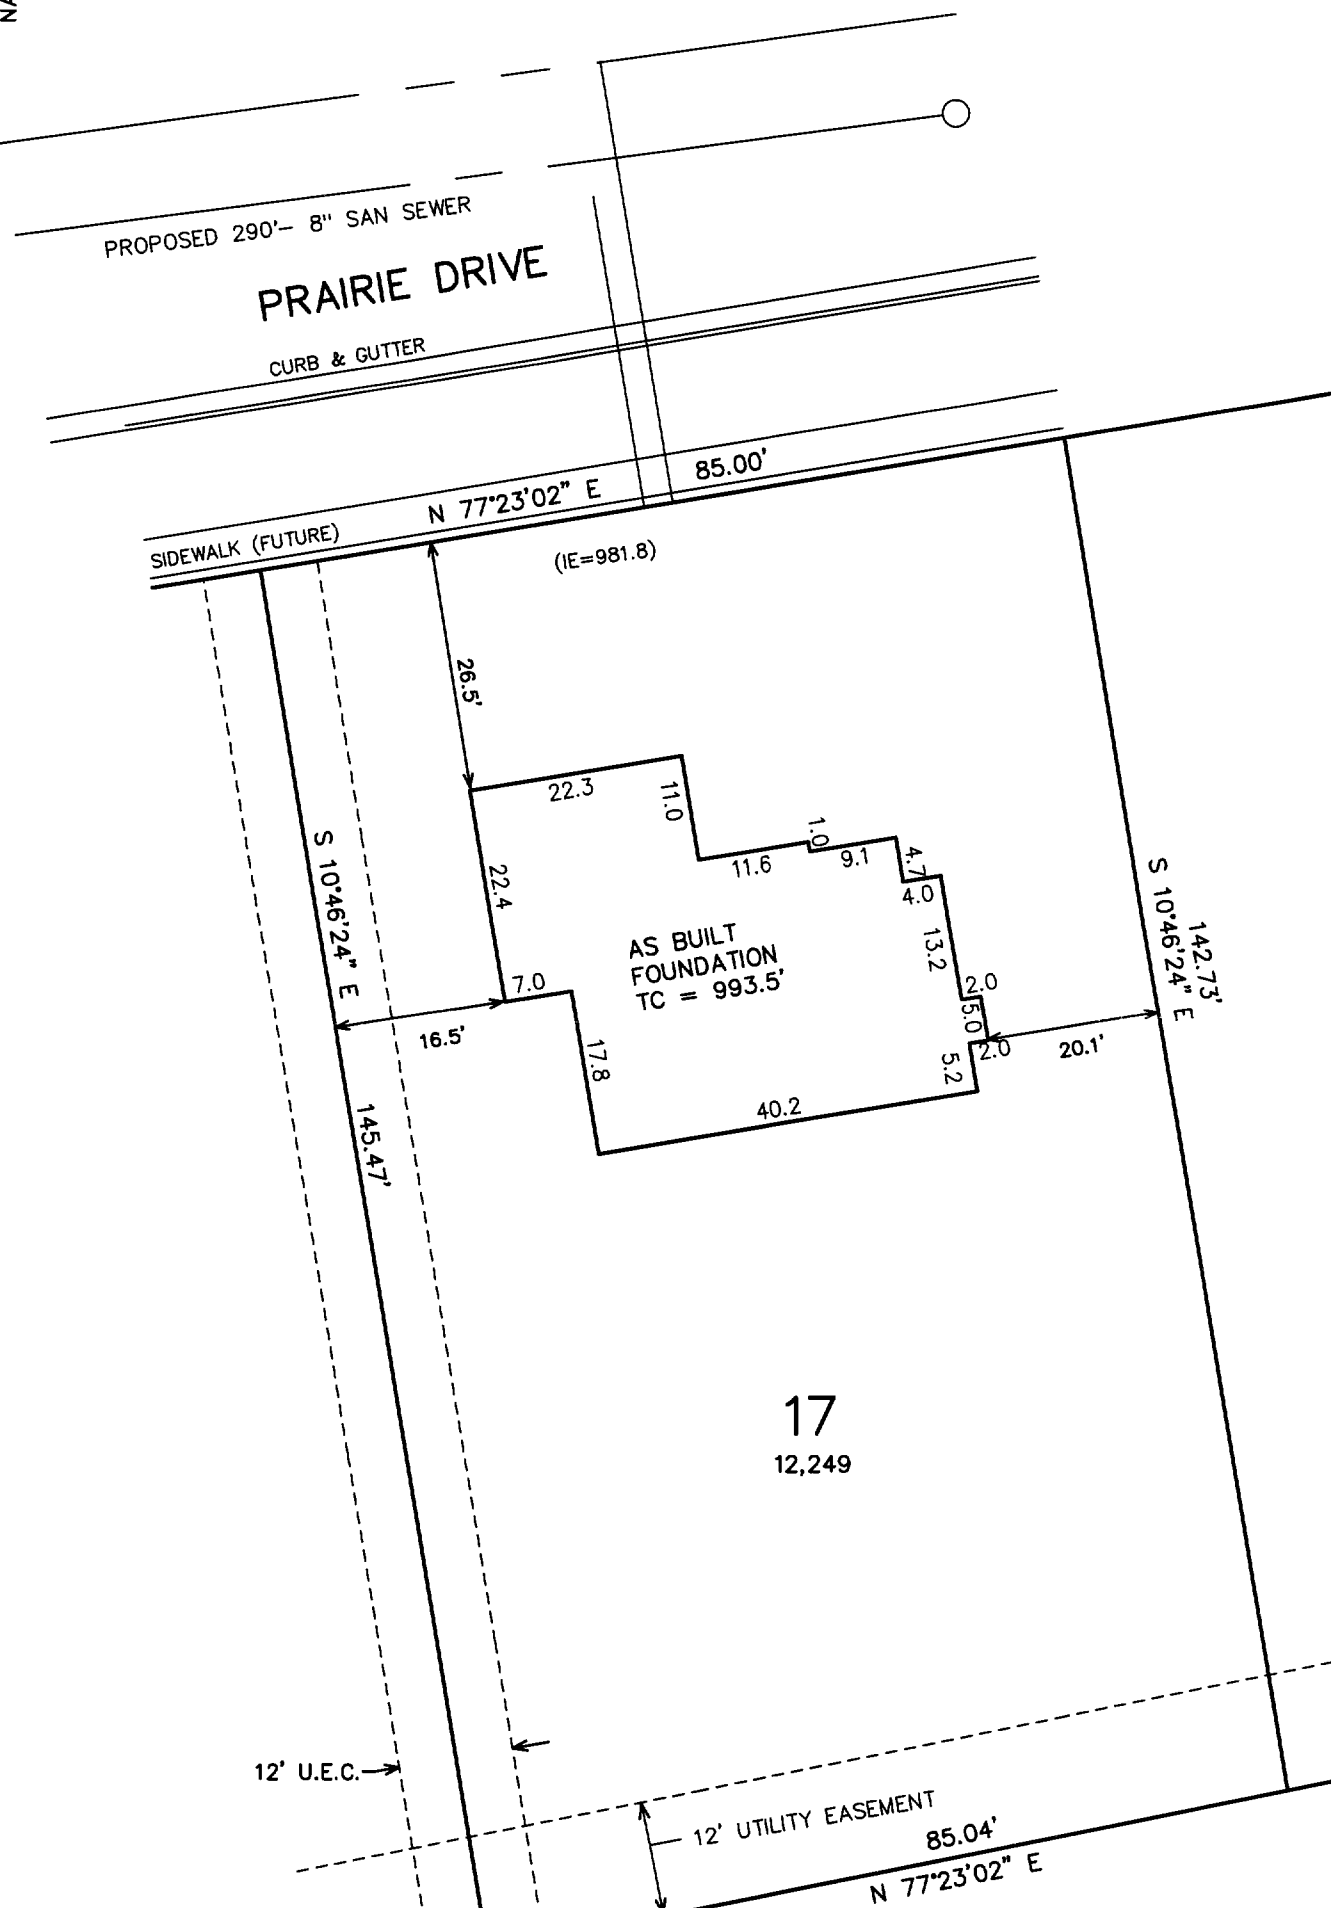 NA
PROPOSED 290'– 8" SAN SEWER
PRAIRIE DRIVE
CURB & GUTTER
85.00'
N 77°23'02" E
SIDEWALK (FUTURE)
(IE=981.8)
26.5'
22.3
11.0
1.0
11.6
9.1
4.7
4.0
S 10°46'24" E
22.4
13.2
S 10°46'24" E
142.73'
AS BUILT
FOUNDATION
TC = 993.5'
7.0
2.0
5.0
16.5'
17.8
2.0
20.1'
5.2
40.2
145.47'
17
12,249
12' U.E.C.
12' UTILITY EASEMENT
85.04'
N 77°23'02" E